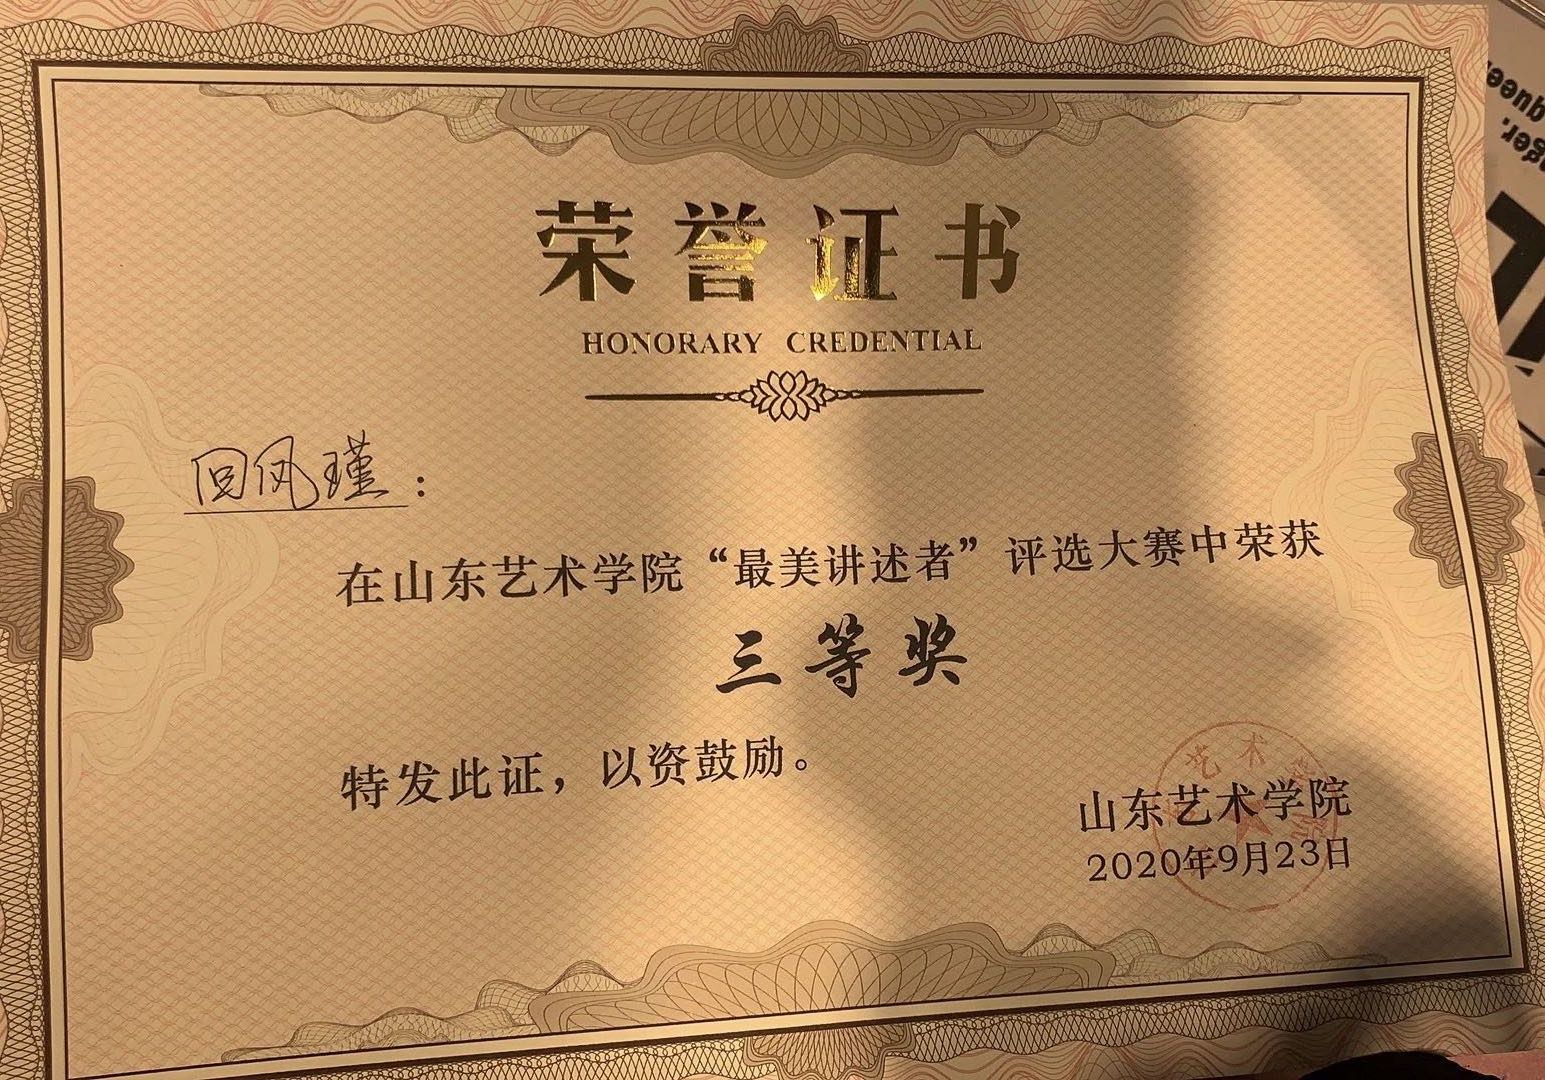 荣誉证书
HONORARY CREDENTIAL
回凤瑾：
在山东艺术学院“最美讲述者”评选大赛中荣获
三等奖
特发此证，以资鼓励。
山东艺术学院
2020年9月23日